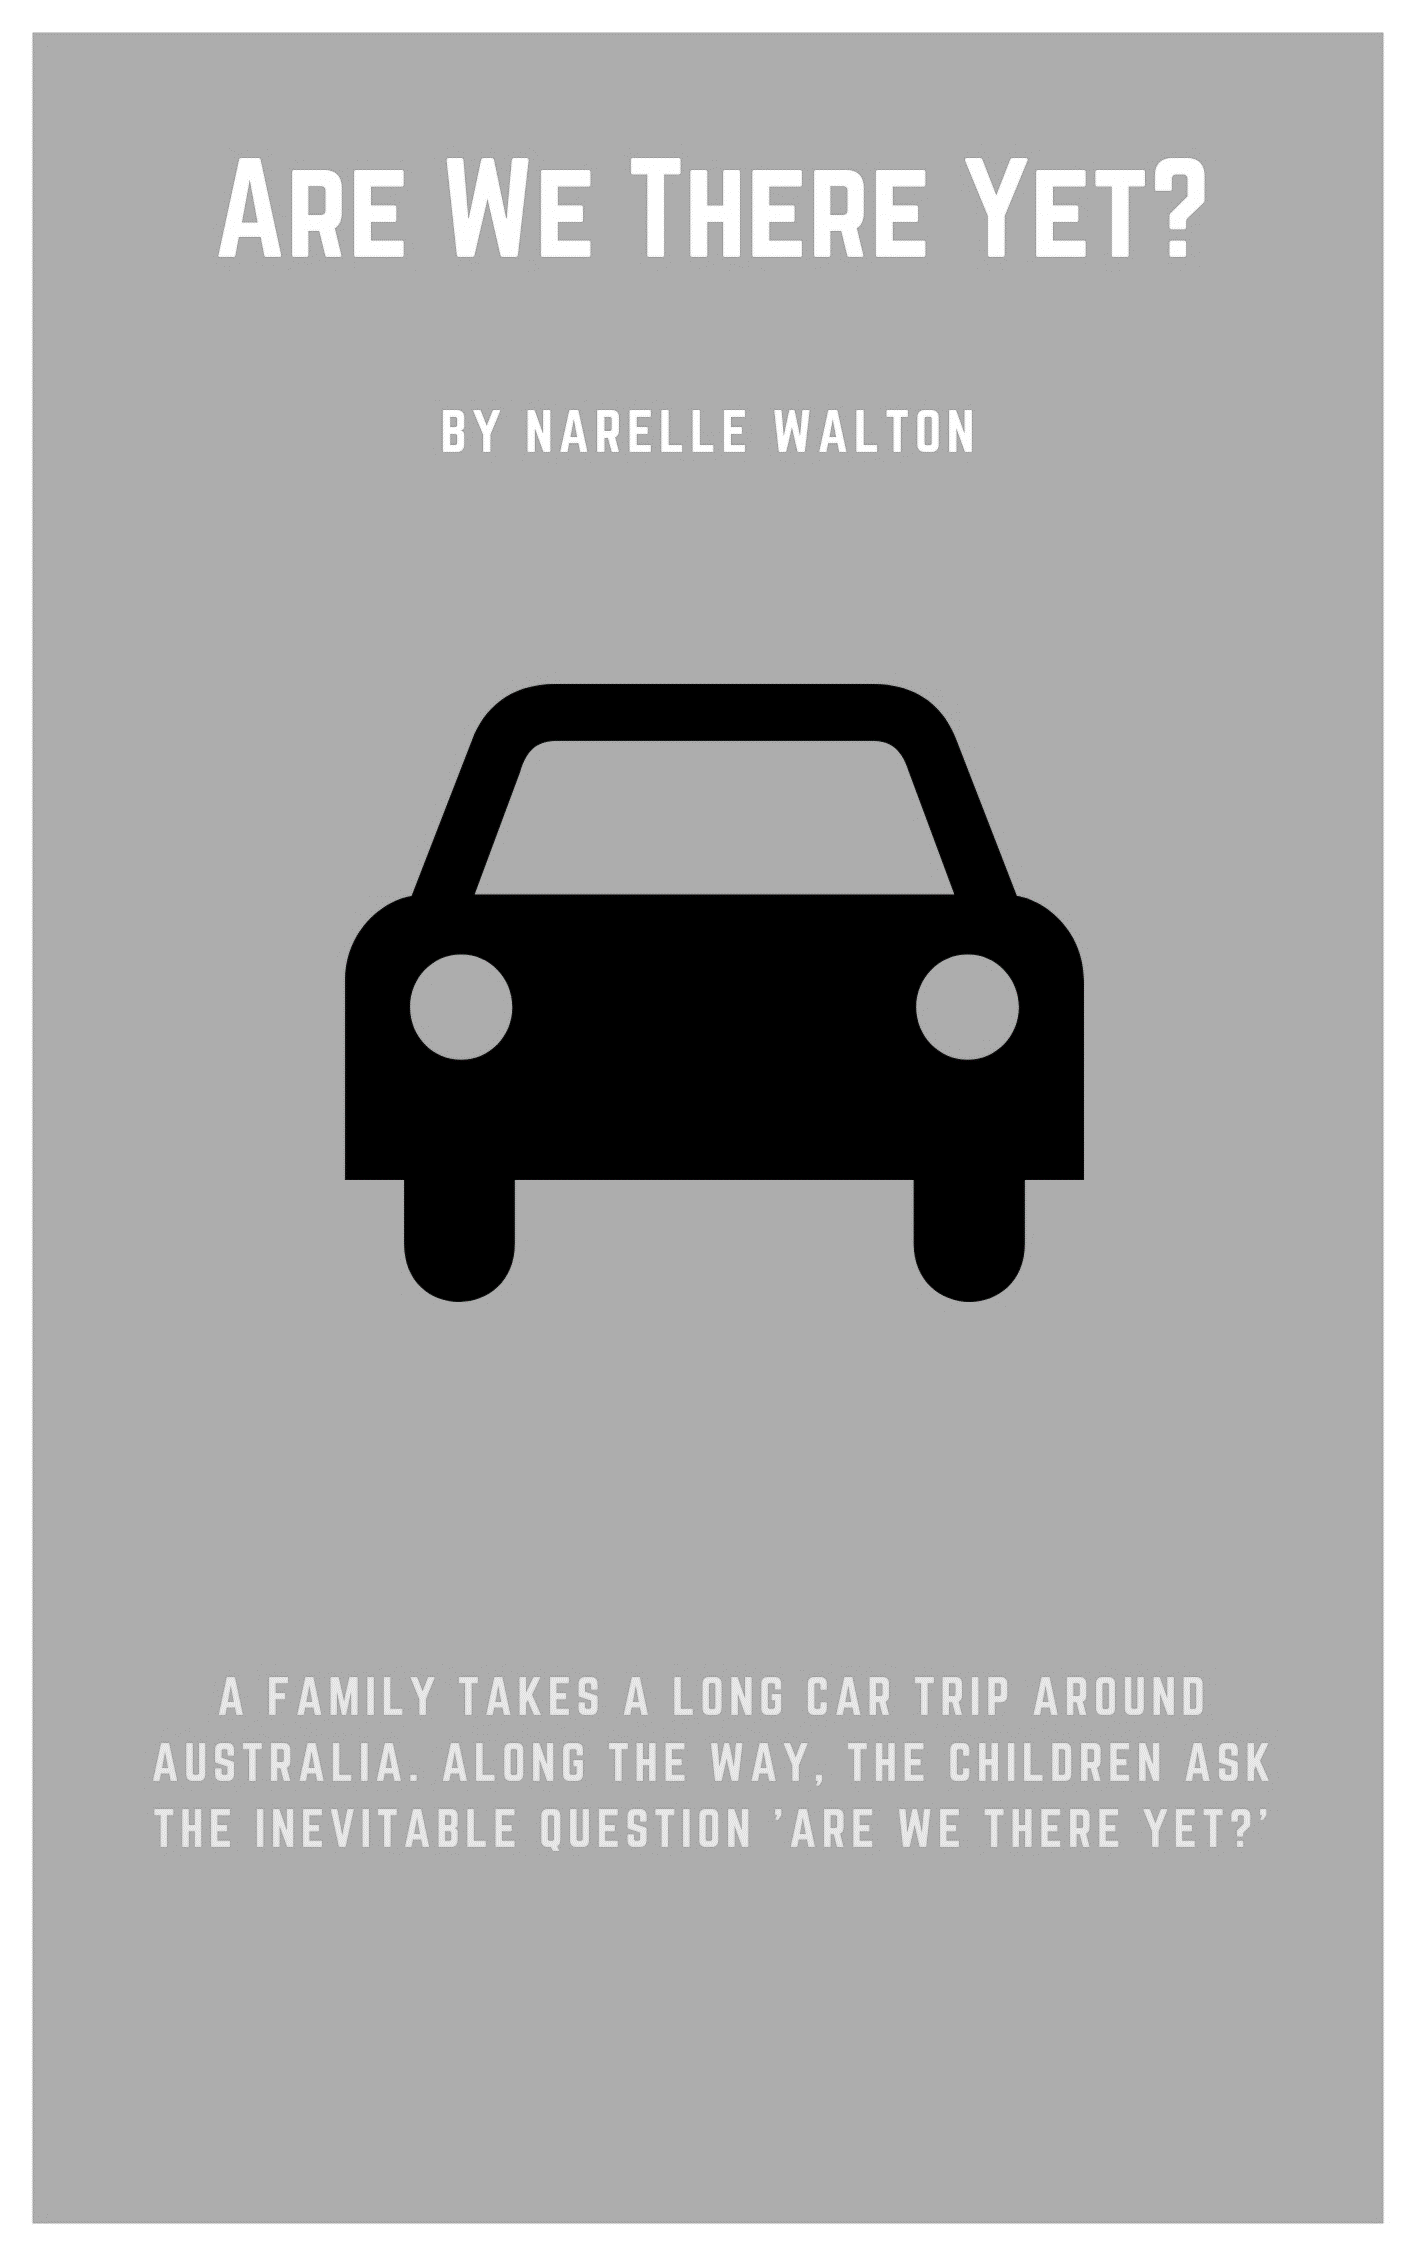 Are We There Yet?
BY NARELLE WALTON
A FAMILY TAKES A LONG CAR TRIP AROUND
AUSTRALIA. ALONG THE WAY, THE CHILDREN ASK
THE INEVITABLE QUESTION 'ARE WE THERE YET?'